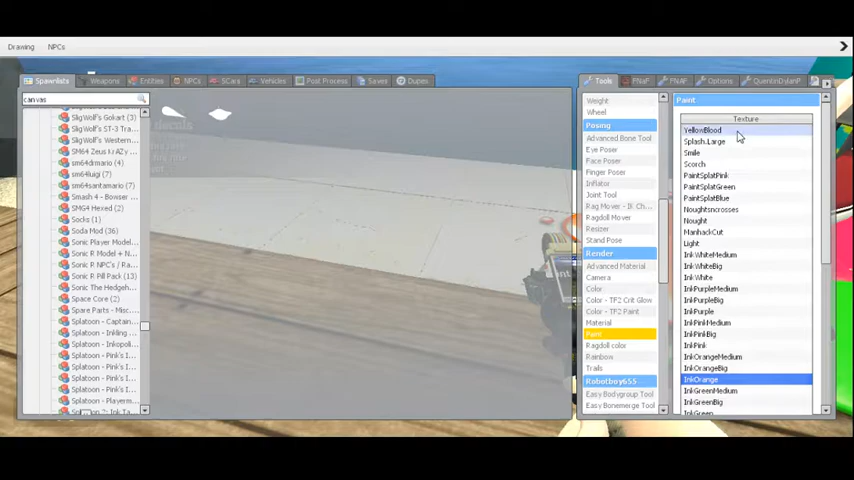 Drawing NPCs
Spawnlists Weapons Entities NPCs SCars Vehicles Post Process Saves Dupes
Tools FNaF FNAF Options QuentinDylanP
canvas
SligWolf's Gokart (3)
SligWolf's ST-3 Tra...
SligWolf's Western...
SM64 Zeus Kr AZy ...
sm64drmario (4)
sm64luigi (7)
sm64santamario (7)
Smash 4 - Bowser ...
SMG4 Hexed (2)
Socks (1)
Soda Mod (36)
Sonic Player Model...
Sonic R Model + N...
Sonic R NPC's / Ra...
Sonic R Pill Pack (13)
Sonic The Hedgeh...
Space Core (2)
Spare Parts - Misc...
Splatoon - Captain...
Splatoon - Inkling ...
Splatoon - Inkopoli...
Splatoon - Pink's I...
Splatoon - Pink's I...
Splatoon - Pink's I...
Splatoon - Pink's I...
Splatoon - Playerm...
decals
Weight
Wheel
Posing
Advanced Bone Tool
Eye Poser
Face Poser
Finger Poser
Inflator
Joint Tool
Rag Mover - IK Ch...
Ragdoll Mover
Resizer
Stand Pose
Render
Advanced Material
Camera
Color
Color - TF2 Crit Glow
Color - TF2 Paint
Material
Paint
Ragdoll color
Rainbow
Trails
Robotboy655
Easy Bodygroup Tool
Easy Bonemerge Tool
Paint
Texture
YellowBlood
Splash.Large
Smile
Scorch
PaintSplatPink
PaintSplatGreen
PaintSplatBlue
Noughtsncrosses
Nought
ManhackCut
Light
InkWhiteMedium
InkWhiteBig
InkWhite
InkPurpleMedium
InkPurpleBig
InkPurple
InkPinkMedium
InkPinkBig
InkPink
InkOrangeMedium
InkOrangeBig
InkOrange
InkGreenMedium
InkGreenBig
InkGreen